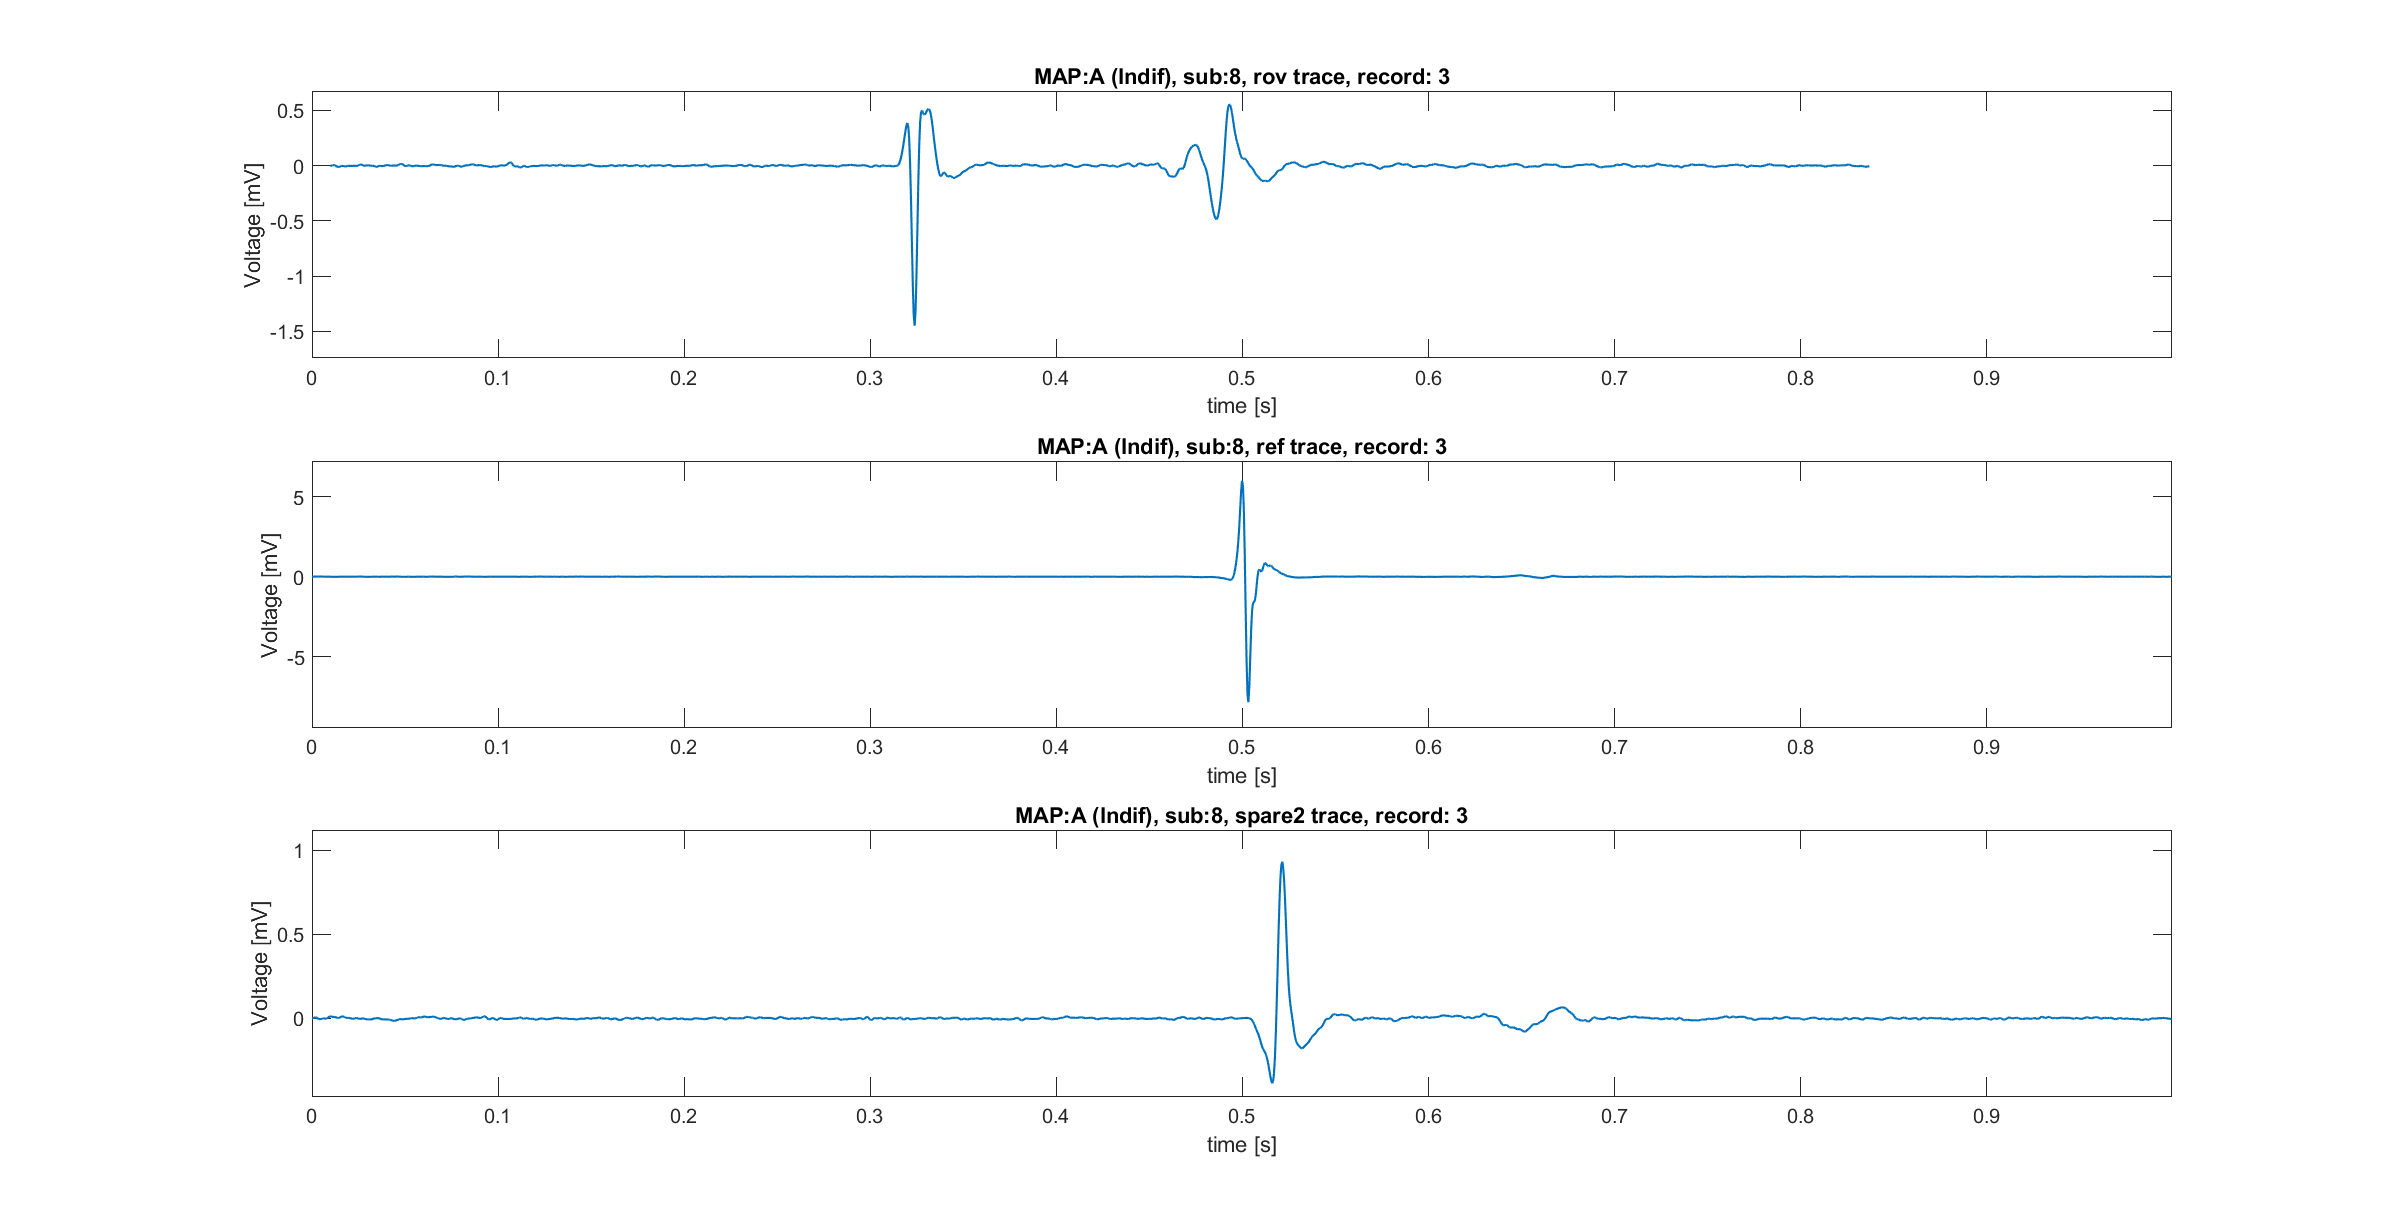 MAP:A (Indif), sub:8, rov trace, record: 3
0.5
0
-0.5
-1
-1.5
Voltage [mV]
0 0.1 0.2 0.3 0.4 0.5 0.6 0.7 0.8 0.9
time [s]
MAP:A (Indif), sub:8, ref trace, record: 3
5
0
-5
Voltage [mV]
0 0.1 0.2 0.3 0.4 0.5 0.6 0.7 0.8 0.9
time [s]
MAP:A (Indif), sub:8, spare2 trace, record: 3
1
0.5
0
Voltage [mV]
0 0.1 0.2 0.3 0.4 0.5 0.6 0.7 0.8 0.9
time [s]